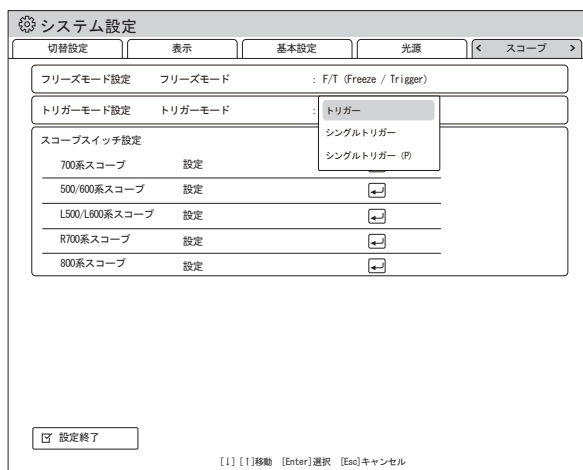 システム設定
切替設定 表示 基本設定 光源 < スコープ >
フリーズモード設定 フリーズモード : F/T (Freeze / Trigger)
トリガーモード設定 トリガーモード : トリガー
シングルトリガー
シングルトリガー (P)
スコープスイッチ設定
700系スコープ 設定
500/600系スコープ 設定
L500/L600系スコープ 設定
R700系スコープ 設定
800系スコープ 設定
設定終了
[↓][↑]移動 [Enter]選択 [Esc]キャンセル